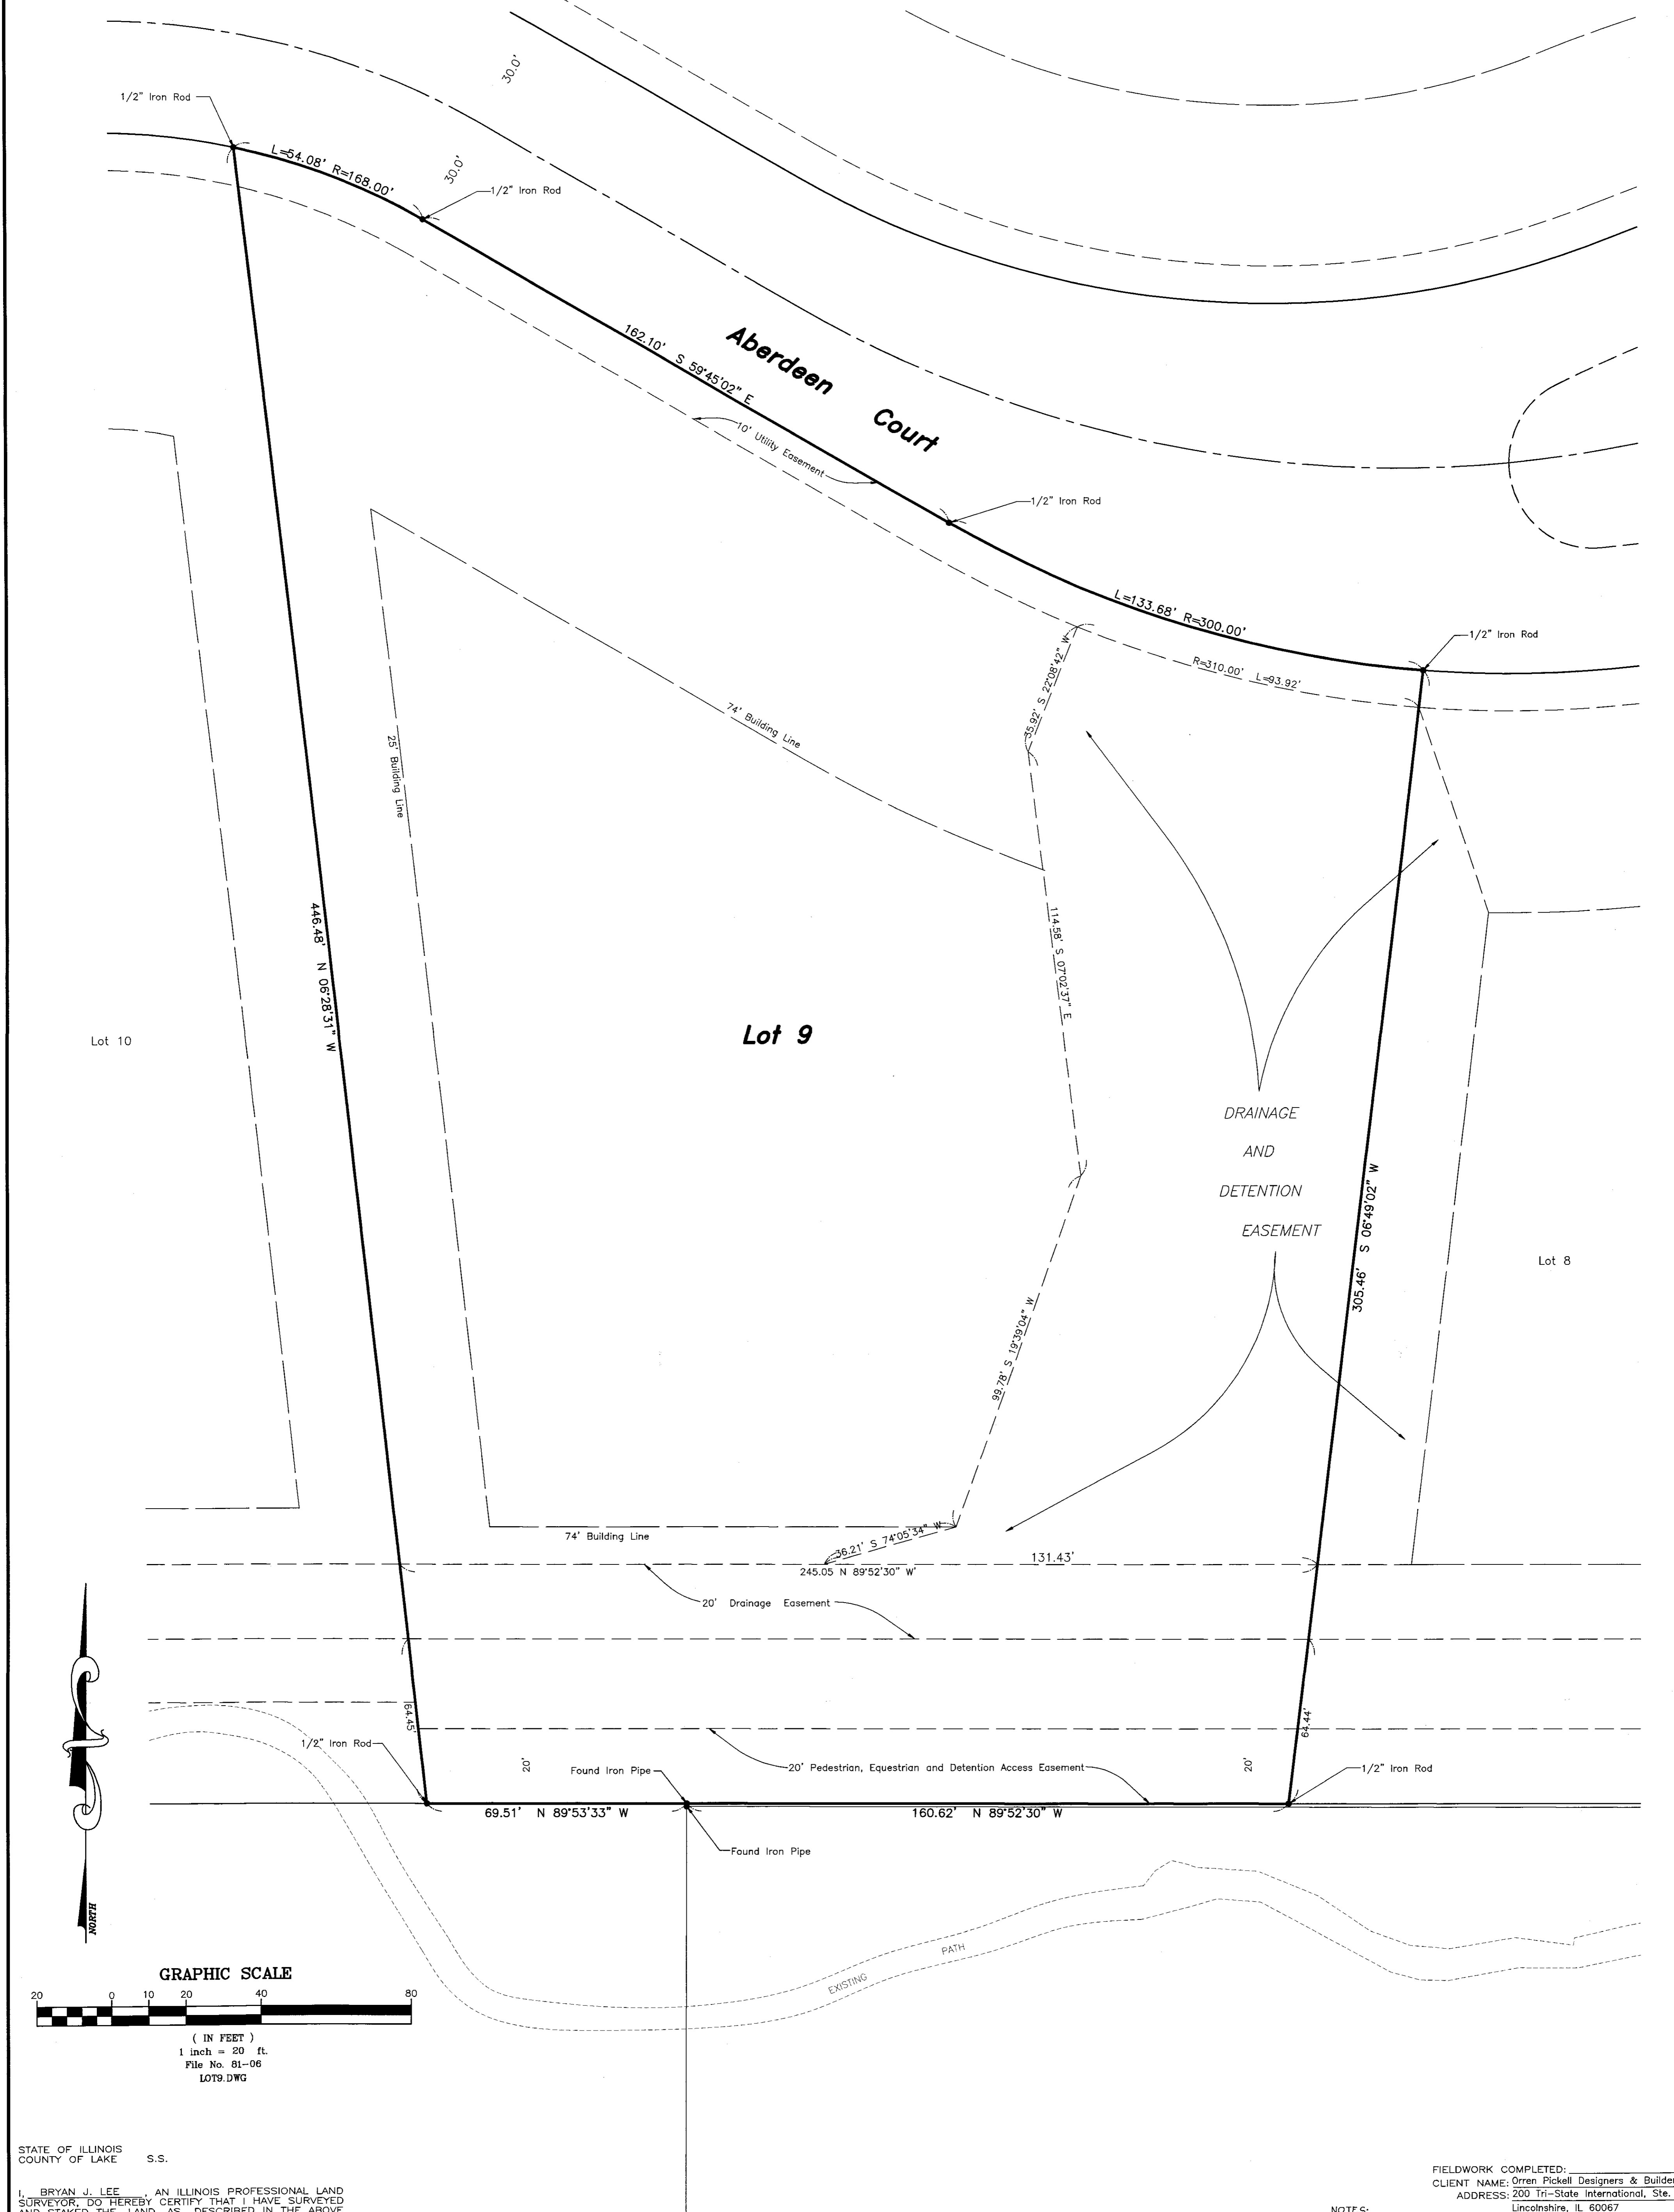 30.0'
1/2" Iron Rod
L=54.08' R=168.00'
30.0'
1/2" Iron Rod
Aberdeen Court
162.10' S 59°45'02" E
10' Utility Easement
1/2" Iron Rod
L=133.68' R=300.00'
1/2" Iron Rod
35.92' S 22°08'42" W
R=310.00' L=93.92'
74' Building Line
25' Building Line
446.48' N 06°28'31" W
114.58' S 07°02'37" E
Lot 9
Lot 10
DRAINAGE
AND
DETENTION
EASEMENT
305.46' S 06°49'02" W
Lot 8
99.78' S 19°39'04" W
74' Building Line
36.21' S 74°05'34" W
131.43'
245.05 N 89°52'30" W'
20' Drainage Easement
64.45'
64.44'
1/2" Iron Rod
20'
Found Iron Pipe
20' Pedestrian, Equestrian and Detention Access Easement
20'
1/2" Iron Rod
69.51' N 89°53'33" W
160.62' N 89°52'30" W
Found Iron Pipe
NORTH
EXISTING PATH
GRAPHIC SCALE
20 0 10 20 40 80
( IN FEET )
1 inch = 20 ft.
File No. 81-06
LOT9.DWG
STATE OF ILLINOIS
COUNTY OF LAKE S.S.
I, BRYAN J. LEE , AN ILLINOIS PROFESSIONAL LAND
SURVEYOR, DO HEREBY CERTIFY THAT I HAVE SURVEYED
AND STAKED THE LAND AS DESCRIBED IN THE ABOVE
FIELDWORK COMPLETED:
CLIENT NAME: Orren Pickell Designers & Builder
ADDRESS: 200 Tri-State International, Ste.
Lincolnshire, IL 60067
NOTES: